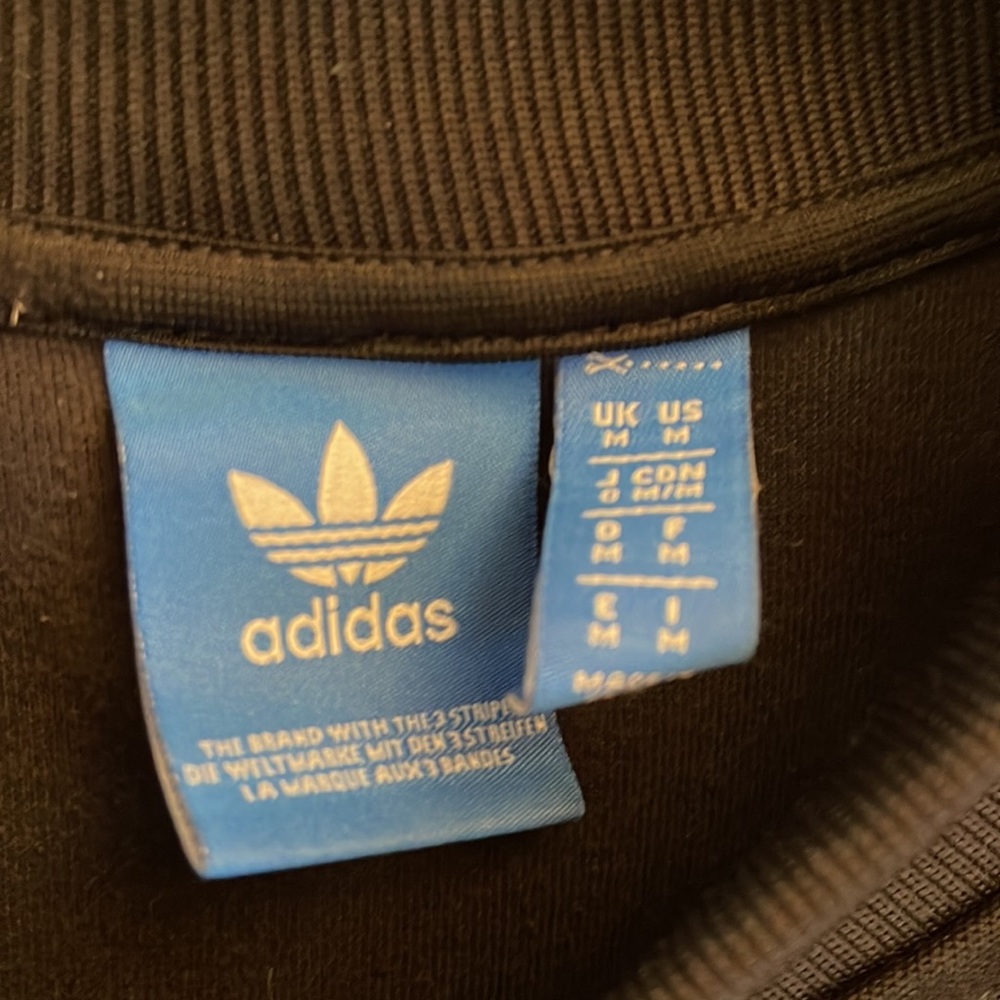 adidas
THE BRAND WITH THE 3
DIE WELTMARKE MIT DEN 3 STREIFEN
LA MARQUE AUX 3 BANDES
UK US
M M
J CDN
O M/M
D F
M M
E I
M M